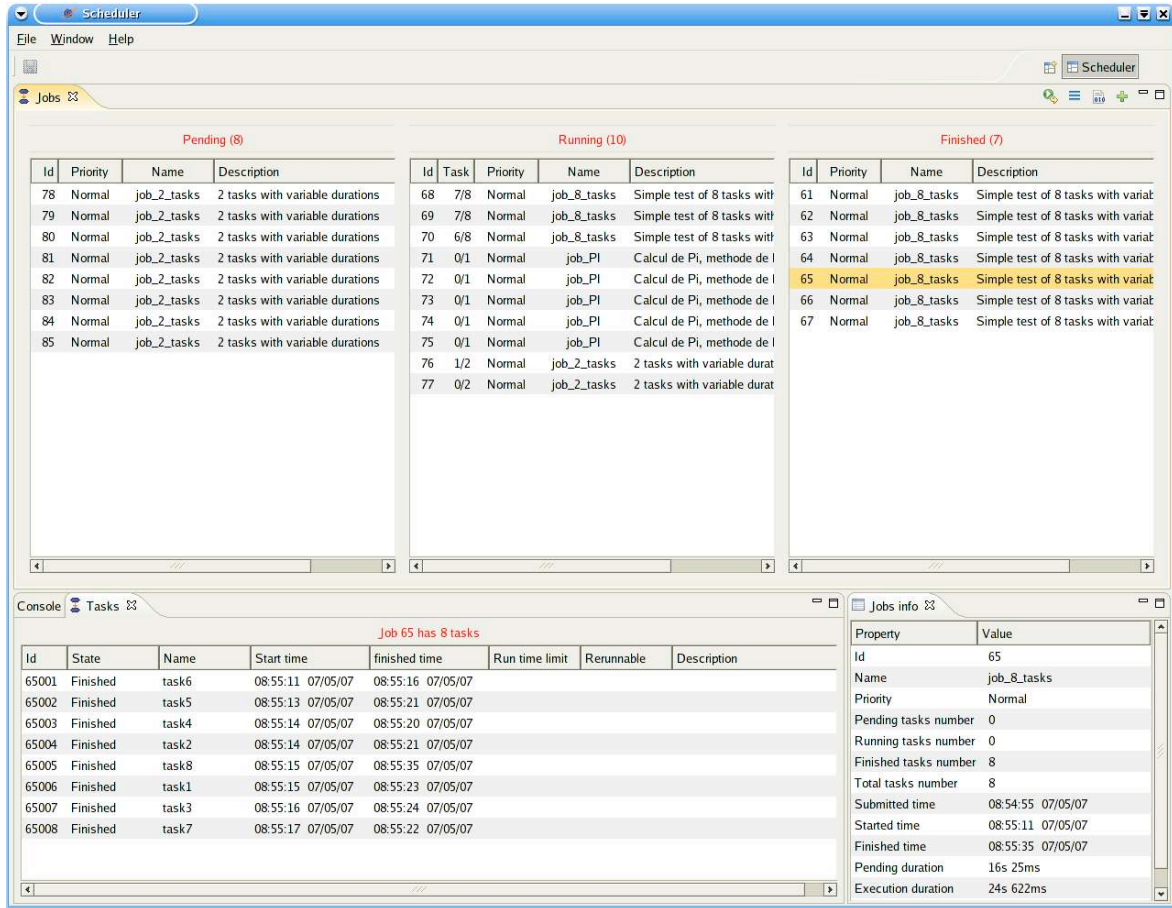 Scheduler
File Window Help
Scheduler
Jobs
Pending (8)
Id Priority Name Description
78 Normal job_2_tasks 2 tasks with variable durations
79 Normal job_2_tasks 2 tasks with variable durations
80 Normal job_2_tasks 2 tasks with variable durations
81 Normal job_2_tasks 2 tasks with variable durations
82 Normal job_2_tasks 2 tasks with variable durations
83 Normal job_2_tasks 2 tasks with variable durations
84 Normal job_2_tasks 2 tasks with variable durations
85 Normal job_2_tasks 2 tasks with variable durations
Running (10)
Id Task Priority Name Description
68 7/8 Normal job_8_tasks Simple test of 8 tasks with
69 7/8 Normal job_8_tasks Simple test of 8 tasks with
70 6/8 Normal job_8_tasks Simple test of 8 tasks with
71 0/1 Normal job_PI Calcul de Pi, methode de
72 0/1 Normal job_PI Calcul de Pi, methode de
73 0/1 Normal job_PI Calcul de Pi, methode de
74 0/1 Normal job_PI Calcul de Pi, methode de
75 0/1 Normal job_PI Calcul de Pi, methode de
76 1/2 Normal job_2_tasks 2 tasks with variable durat
77 0/2 Normal job_2_tasks 2 tasks with variable durat
Finished (7)
Id Priority Name Description
61 Normal job_8_tasks Simple test of 8 tasks with variab
62 Normal job_8_tasks Simple test of 8 tasks with variab
63 Normal job_8_tasks Simple test of 8 tasks with variab
64 Normal job_8_tasks Simple test of 8 tasks with variab
65 Normal job_8_tasks Simple test of 8 tasks with variab
66 Normal job_8_tasks Simple test of 8 tasks with variab
67 Normal job_8_tasks Simple test of 8 tasks with variab
Console Tasks
Job 65 has 8 tasks
Id State Name Start time finished time Run time limit Rerunnable Description
65001 Finished task6 08:55:11 07/05/07 08:55:16 07/05/07
65002 Finished task5 08:55:13 07/05/07 08:55:21 07/05/07
65003 Finished task4 08:55:14 07/05/07 08:55:20 07/05/07
65004 Finished task2 08:55:14 07/05/07 08:55:21 07/05/07
65005 Finished task8 08:55:15 07/05/07 08:55:35 07/05/07
65006 Finished task1 08:55:15 07/05/07 08:55:23 07/05/07
65007 Finished task3 08:55:16 07/05/07 08:55:24 07/05/07
65008 Finished task7 08:55:17 07/05/07 08:55:22 07/05/07
Jobs info
Property Value
Id 65
Name job_8_tasks
Priority Normal
Pending tasks number 0
Running tasks number 0
Finished tasks number 8
Total tasks number 8
Submitted time 08:54:55 07/05/07
Started time 08:55:11 07/05/07
Finished time 08:55:35 07/05/07
Pending duration 16s 25ms
Execution duration 24s 622ms